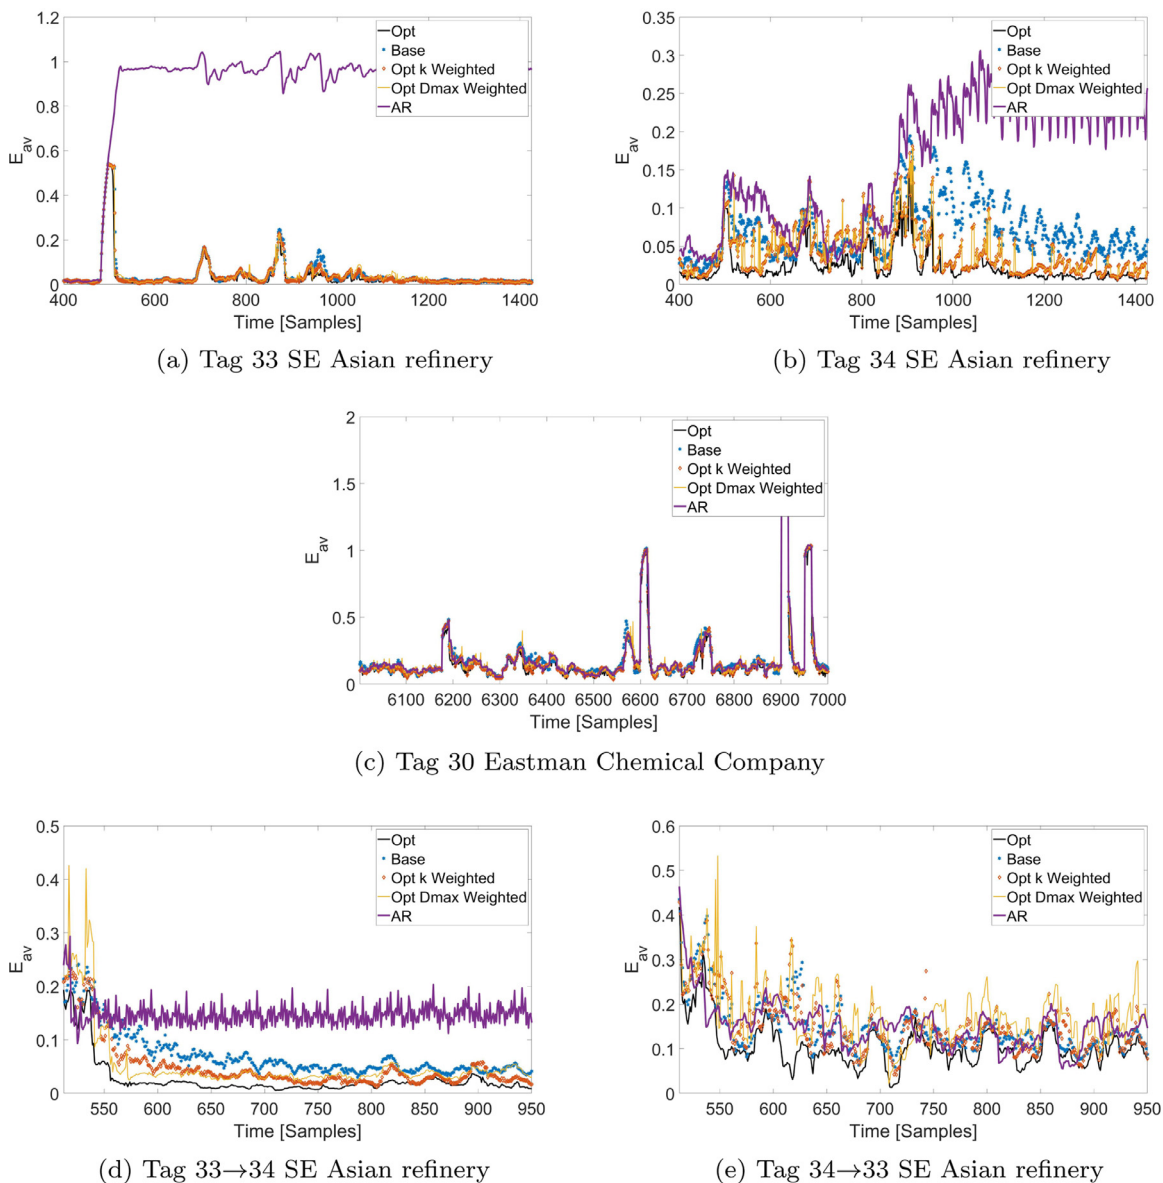 1.2
1
0.8
0.6
0.4
0.2
0
E_av
Opt
Base
Opt k Weighted
Opt Dmax Weighted
AR
400 600 800 1000 1200 1400
Time [Samples]
(a) Tag 33 SE Asian refinery
0.35
0.3
0.25
0.2
0.15
0.1
0.05
0
E_av
Opt
Base
Opt k Weighted
Opt Dmax Weighted
AR
400 600 800 1000 1200 1400
Time [Samples]
(b) Tag 34 SE Asian refinery
2
1.5
1
0.5
0
E_av
Opt
Base
Opt k Weighted
Opt Dmax Weighted
AR
6100 6200 6300 6400 6500 6600 6700 6800 6900 7000
Time [Samples]
(c) Tag 30 Eastman Chemical Company
0.5
0.4
0.3
0.2
0.1
0
E_av
Opt
Base
Opt k Weighted
Opt Dmax Weighted
AR
550 600 650 700 750 800 850 900 950
Time [Samples]
(d) Tag 33→34 SE Asian refinery
0.6
0.5
0.4
0.3
0.2
0.1
0
E_av
Opt
Base
Opt k Weighted
Opt Dmax Weighted
AR
550 600 650 700 750 800 850 900 950
Time [Samples]
(e) Tag 34→33 SE Asian refinery